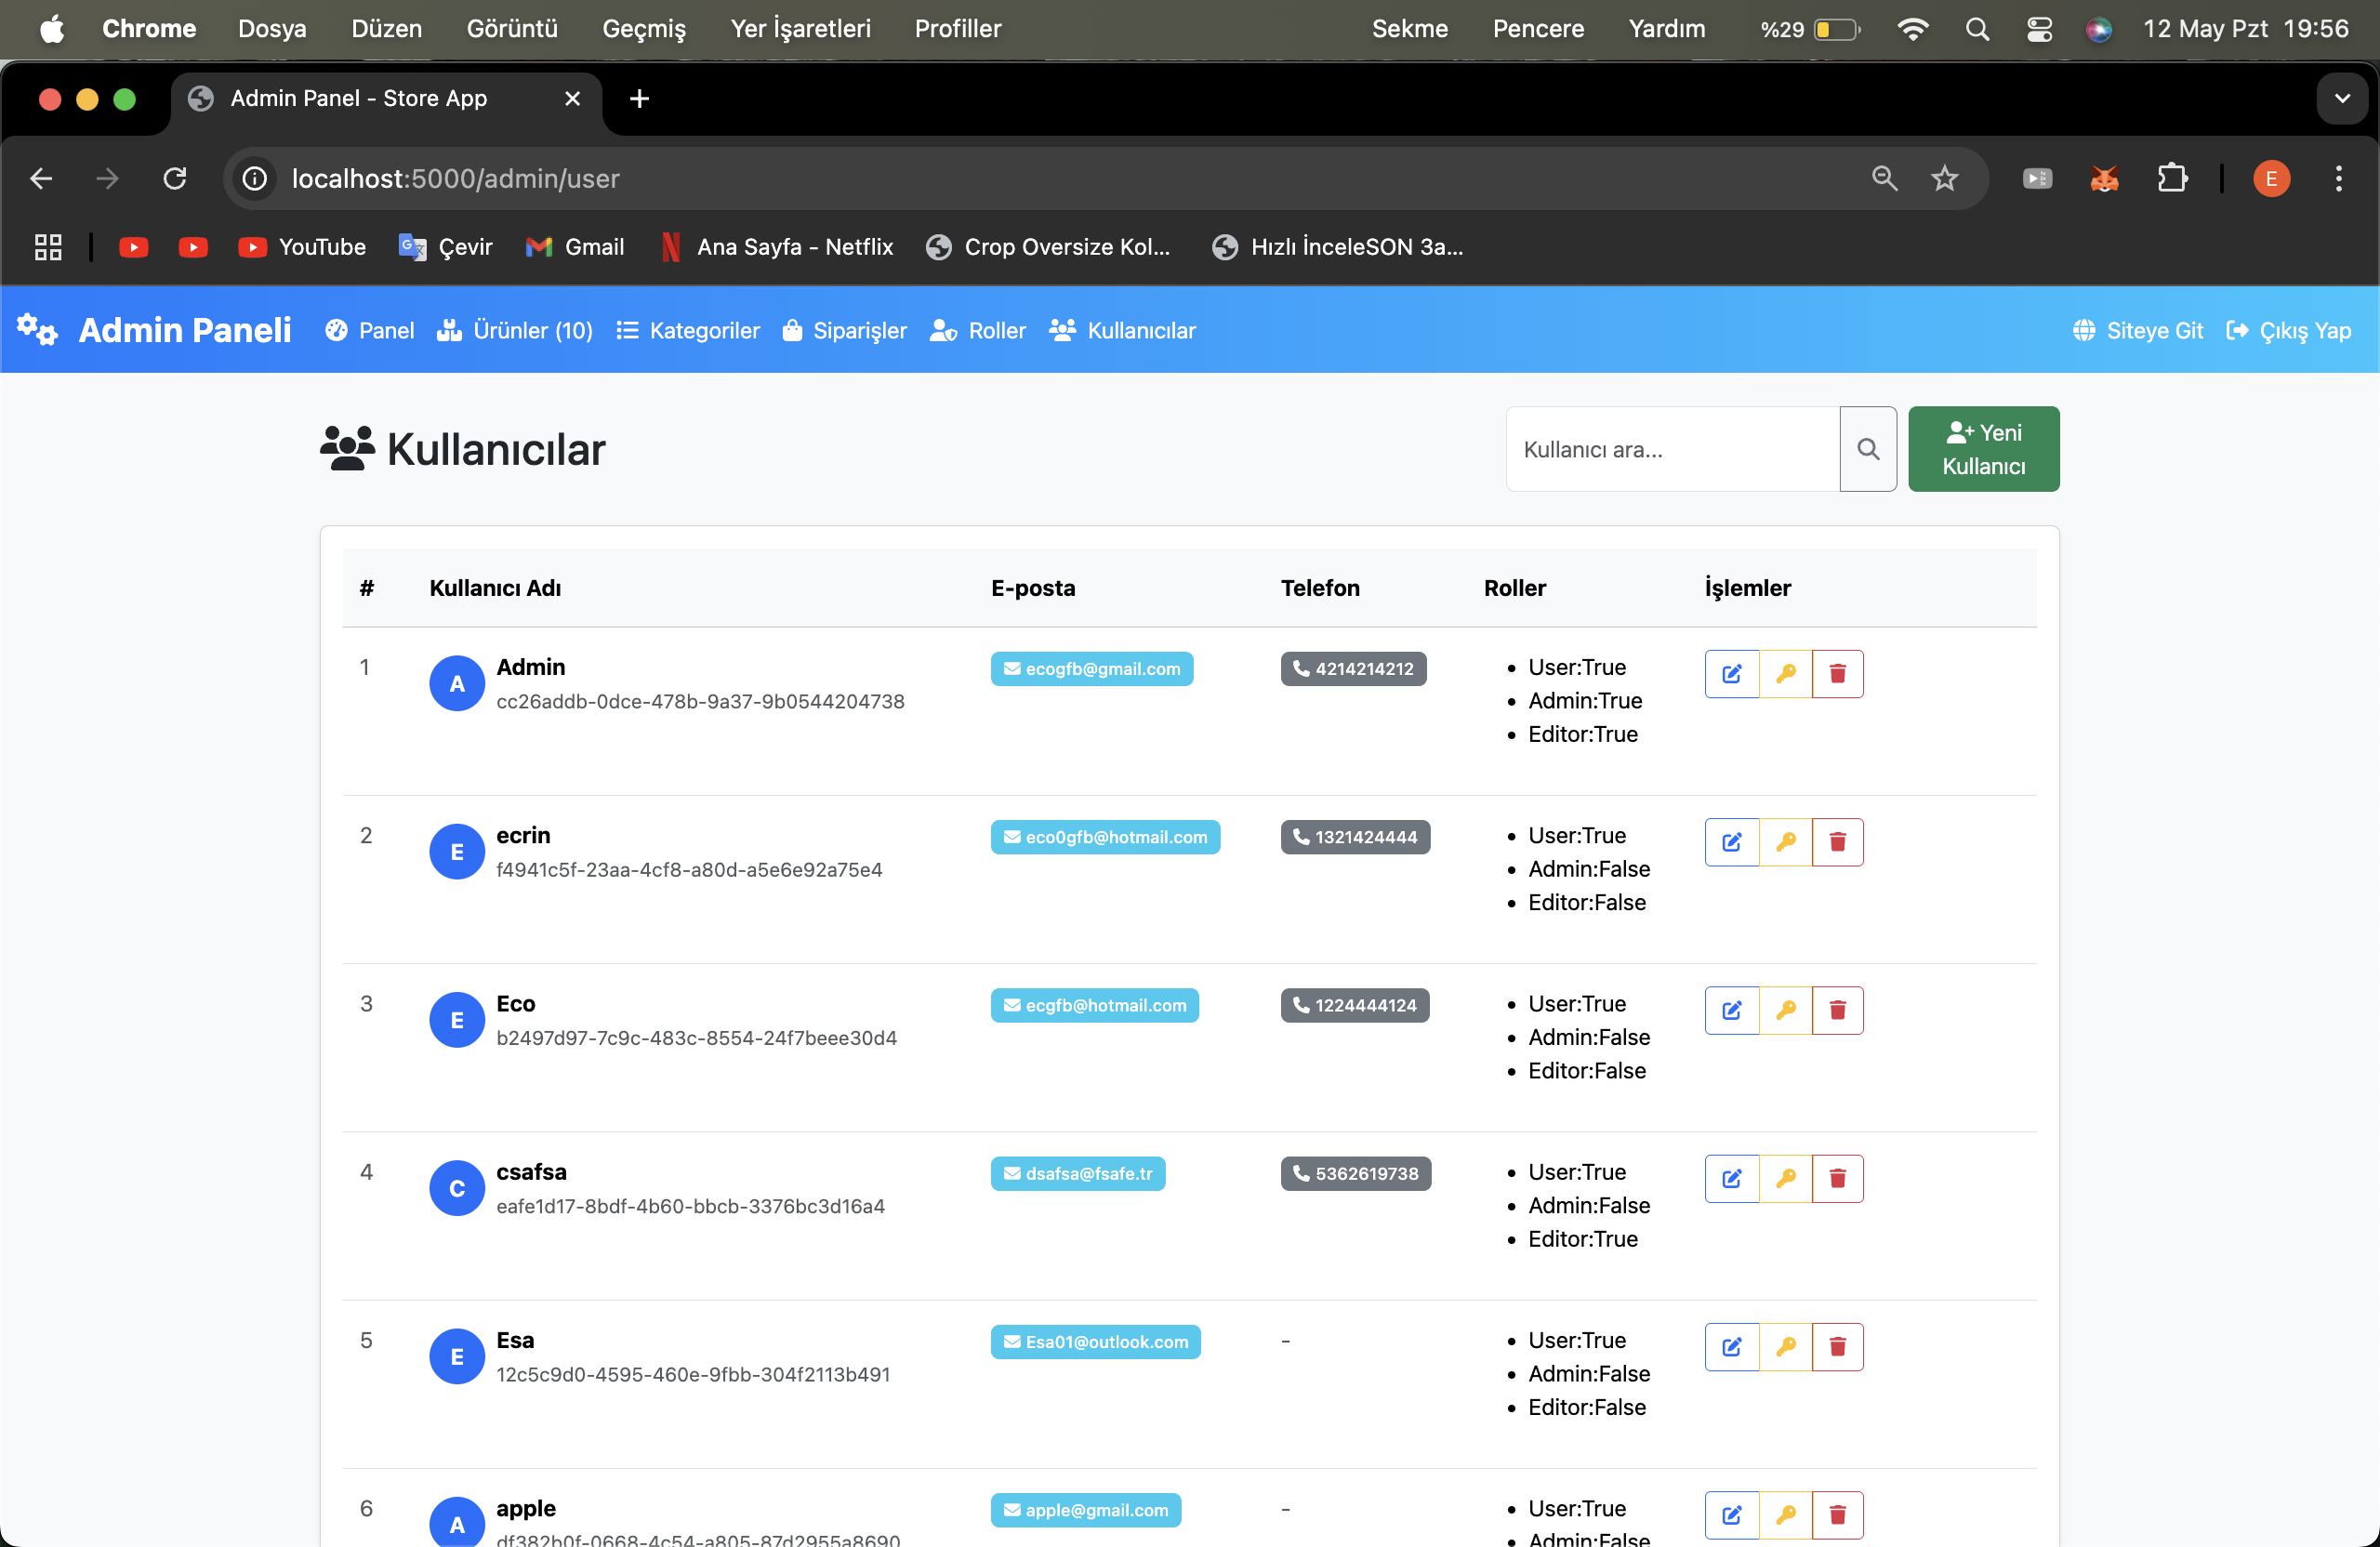 Chrome Dosya Düzen Görüntü Geçmiş Yer İşaretleri Profiller Sekme Pencere Yardım %29 12 May Pzt 19:56
Admin Panel - Store App
localhost:5000/admin/user
E
YouTube Çevir Gmail Ana Sayfa - Netflix Crop Oversize Kol... Hızlı İnceleSON 3a...
Admin Paneli Panel Ürünler (10) Kategoriler Siparişler Roller Kullanıcılar Siteye Git Çıkış Yap
Kullanıcılar
Kullanıcı ara...
Yeni
Kullanıcı
# Kullanıcı Adı E-posta Telefon Roller İşlemler
1 A Admin ecogfb@gmail.com 4214214212 User:True
cc26addb-0dce-478b-9a37-9b0544204738 Admin:True
Editor:True
2 E ecrin eco0gfb@hotmail.com 1321424444 User:True
f4941c5f-23aa-4cf8-a80d-a5e6e92a75e4 Admin:False
Editor:False
3 E Eco ecgfb@hotmail.com 1224444124 User:True
b2497d97-7c9c-483c-8554-24f7beee30d4 Admin:False
Editor:False
4 C csafsa dsafsa@fsafe.tr 5362619738 User:True
eafe1d17-8bdf-4b60-bbcb-3376bc3d16a4 Admin:False
Editor:True
5 E Esa Esa01@outlook.com - User:True
12c5c9d0-4595-460e-9fbb-304f2113b491 Admin:False
Editor:False
6 A apple apple@gmail.com - User:True
df382b0f-0668-4c54-a805-87d2955a8690 Admin:False